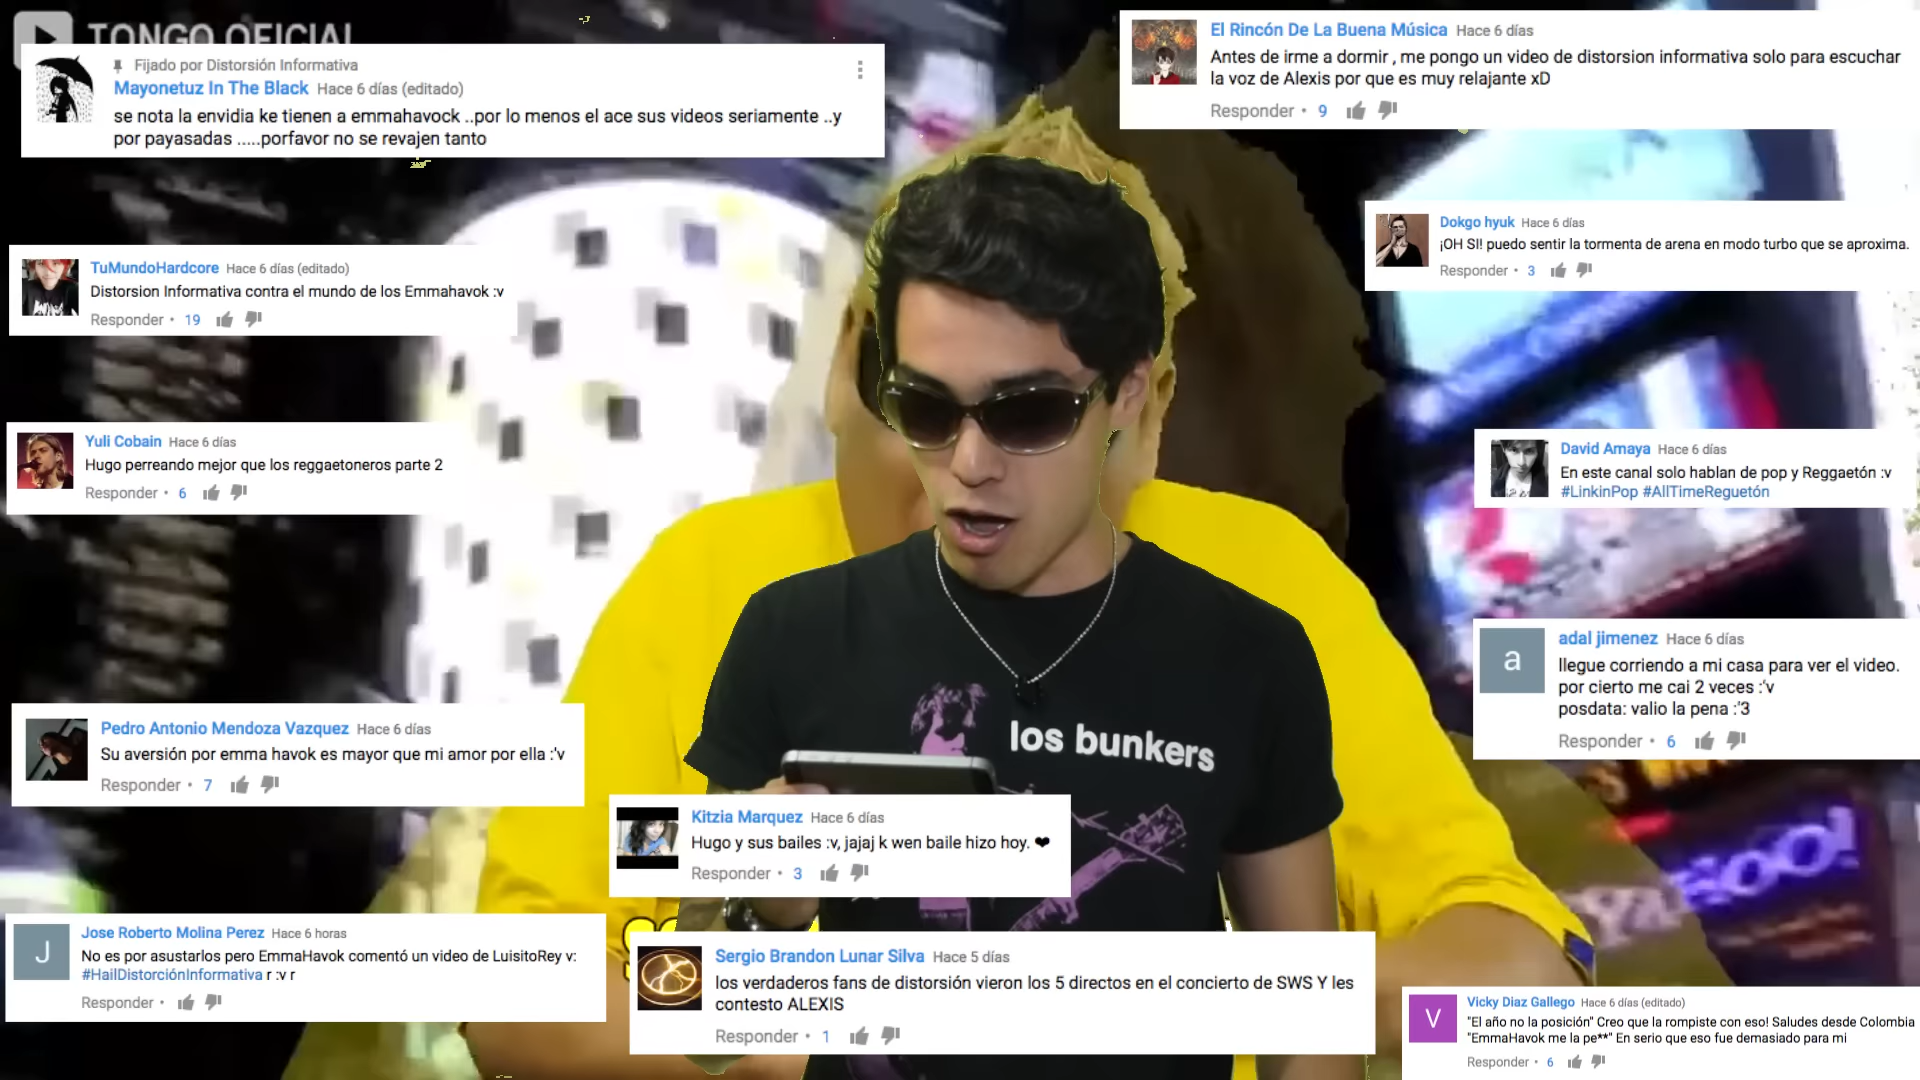 TONGO OFICIAL
Fijado por Distorsión Informativa
Mayonetuz In The Black Hace 6 días (editado)
se nota la envidia ke tienen a emmahavock ..por lo menos el ace sus videos seriamente ..y
por payasadas .....porfavor no se revajen tanto
El Rincón De La Buena Música Hace 6 días
Antes de irme a dormir , me pongo un video de distorsion informativa solo para escuchar
la voz de Alexis por que es muy relajante xD
Responder • 9
TuMundoHardcore Hace 6 días (editado)
Distorsion Informativa contra el mundo de los Emmahavok :v
Responder • 19
Dokgo hyuk Hace 6 días
¡OH SI! puedo sentir la tormenta de arena en modo turbo que se aproxima.
Responder • 3
Yuli Cobain Hace 6 días
Hugo perreando mejor que los reggaetoneros parte 2
Responder • 6
David Amaya Hace 6 días
En este canal solo hablan de pop y Reggaetón :v
#LinkinPop #AllTimeReguetón
adal jimenez Hace 6 días
a
llegue corriendo a mi casa para ver el video.
por cierto me cai 2 veces :'v
posdata: valio la pena :'3
Responder • 6
Pedro Antonio Mendoza Vazquez Hace 6 días
Su aversión por emma havok es mayor que mi amor por ella :'v
Responder • 7
los bunkers
Kitzia Marquez Hace 6 días
Hugo y sus bailes :v, jajaj k wen baile hizo hoy. ❤
Responder • 3
YAHOO!
Jose Roberto Molina Perez Hace 6 horas
J
No es por asustarlos pero EmmaHavok comentó un video de LuisitoRey v:
#HailDistorciónInformativa r :v r
Responder •
Sergio Brandon Lunar Silva Hace 5 días
los verdaderos fans de distorsión vieron los 5 directos en el concierto de SWS Y les
contesto ALEXIS
Responder • 1
Vicky Diaz Gallego Hace 6 días (editado)
V
"El año no la posición" Creo que la rompiste con eso! Saludes desde Colombia
"EmmaHavok me la pe**" En serio que eso fue demasiado para mi
Responder • 6